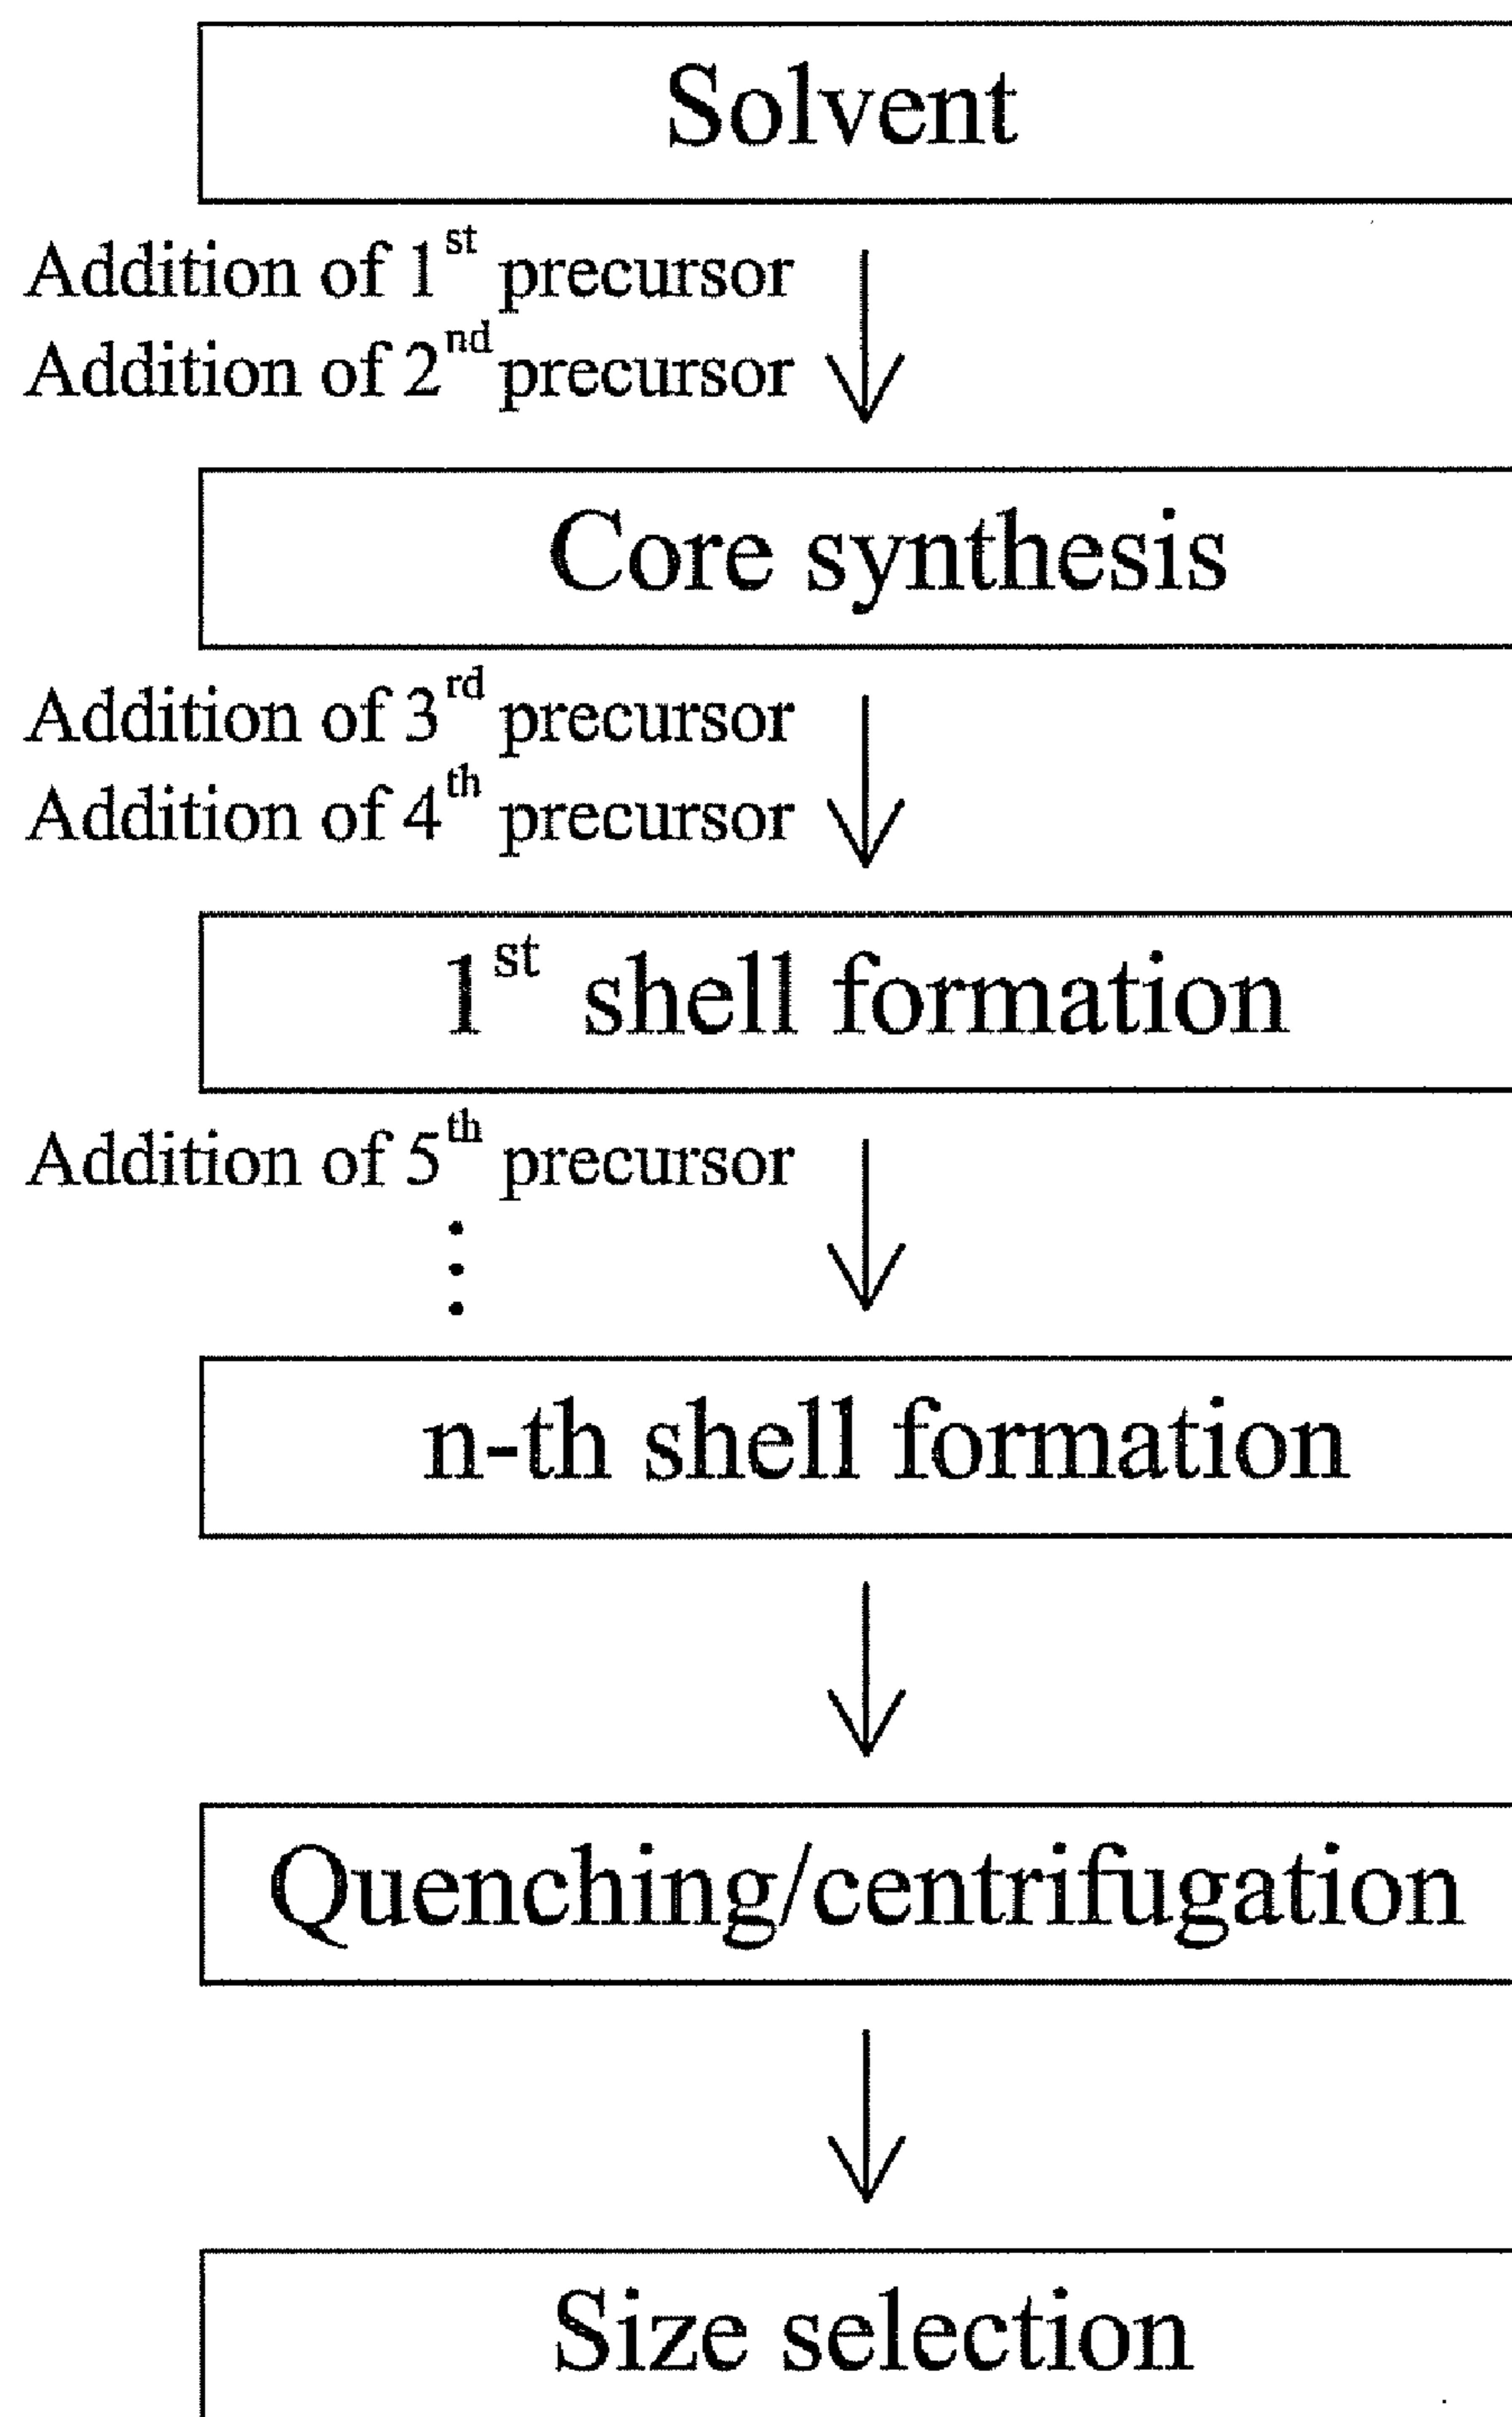 Solvent
Addition of 1st precursor
Addition of 2nd precursor
Core synthesis
Addition of 3rd precursor
Addition of 4th precursor
1st shell formation
Addition of 5th precursor
n-th shell formation
Quenching/centrifugation
Size selection